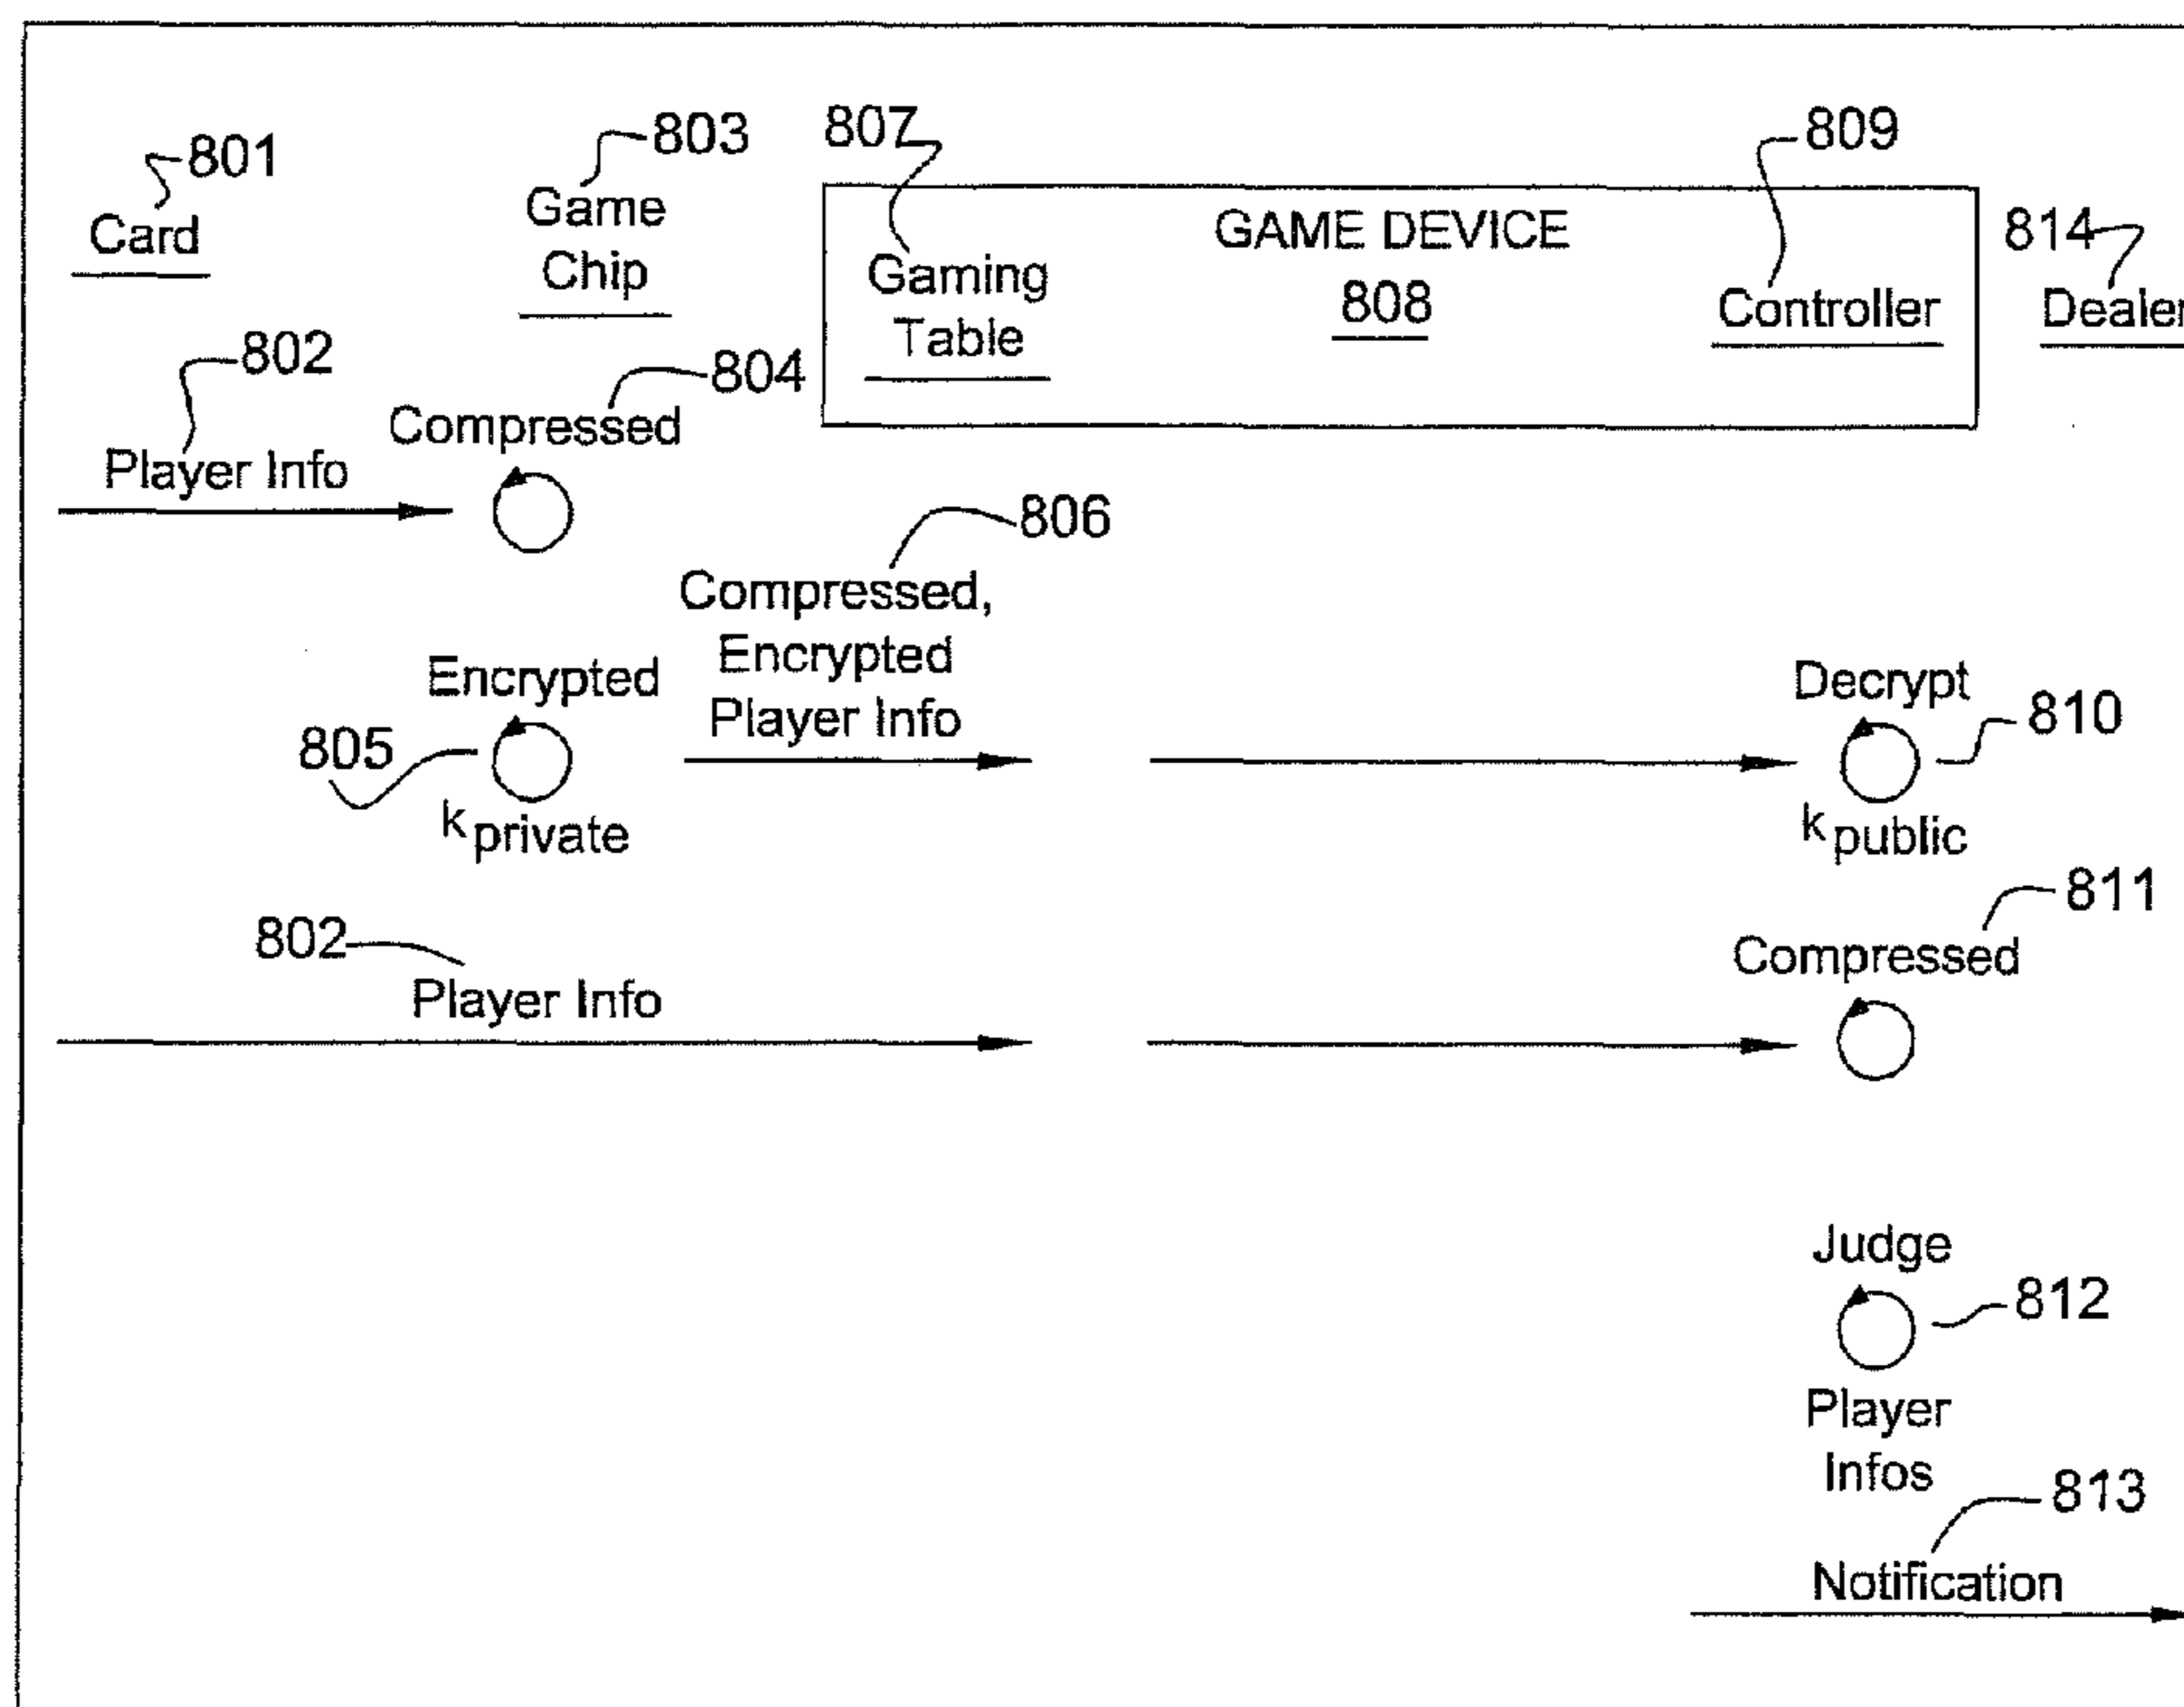 801
Card
803
Game
Chip
807
GAME DEVICE
808
Gaming
Table
809
Controller
814
Dealer
802
Player Info
804
Compressed
806
Compressed,
Encrypted
Player Info
Encrypted
805
kprivate
Decrypt
810
kpublic
802
Player Info
811
Compressed
Judge
812
Player
Infos
813
Notification